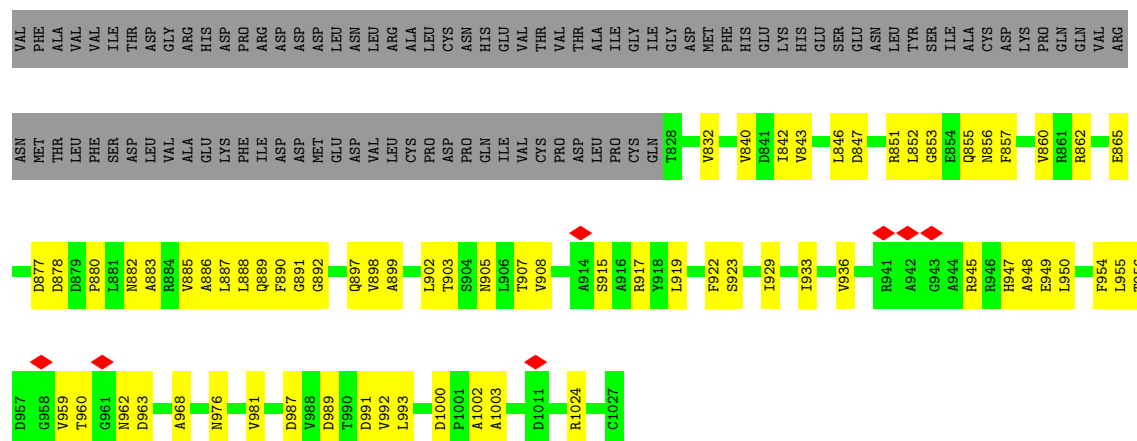 VAL PHE ALA VAL VAL ILE THR ASP GLY ARG HIS ASP PRO ARG ASP ASP ASP LEU ASN LEU ARG ALA LEU CYS ASN HIS GLU VAL THR VAL THR ALA ILE GLY ILE GLY ASP MET PHE HIS GLU LYS HIS GLU SER GLU ASN LEU TYR SER ILE ALA CYS ASP LYS PRO GLN GLN VAL ARG
ASN MET THR LEU PHE SER ASP LEU VAL ALA GLU LYS PHE ILE ASP ASP MET GLU ASP VAL LEU CYS PRO ASP PRO GLN ILE VAL CYS PRO ASP LEU PRO CYS GLN T828 V832 V840 D841 I842 V843 L846 D847 R851 L852 G853 E854 Q855 N856 F857 V860 R861 R862 E865
D877 D878 D879 P880 L881 N882 A883 R884 V885 A886 L887 L888 Q889 F890 G891 G892 Q897 V898 A899 L902 T903 S904 N905 L906 T907 V908 A914 S915 A916 R917 Y918 L919 F922 S923 I929 I933 V936 R941 A942 G943 A944 R945 R946 H947 A948 E949 L950 F954 L955
D957 G958 V959 T960 G961 N962 D963 A968 N976 V981 D987 V988 D989 T990 D991 V992 L993 D1000 P1001 A1002 A1003 D1011 R1024 C1027